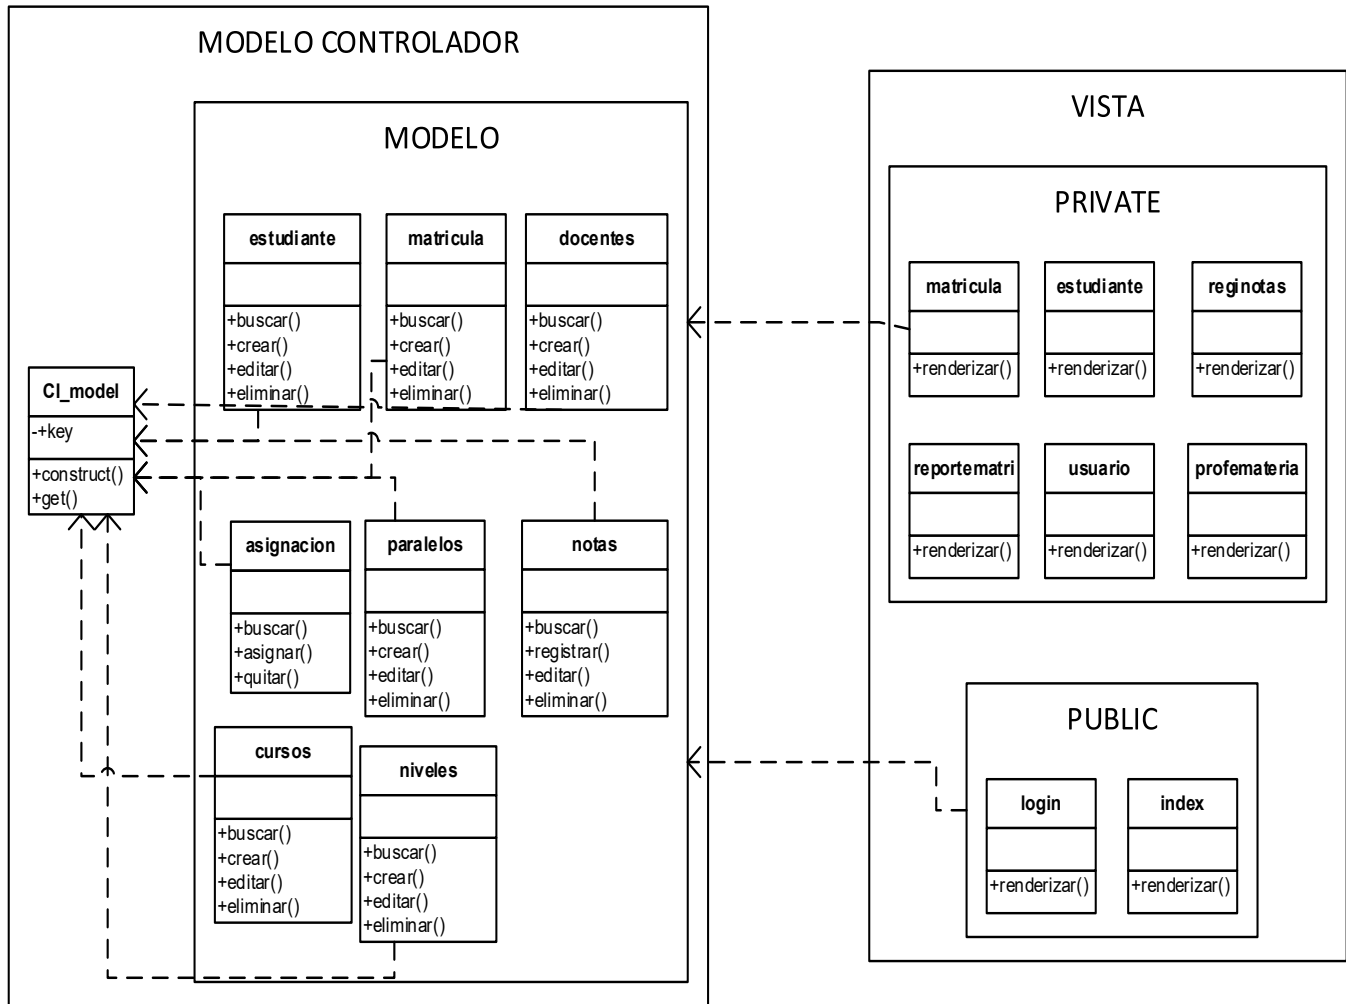 MODELO CONTROLADOR
MODELO
estudiante
+buscar()
+crear()
+editar()
+eliminar()
matricula
+buscar()
+crear()
+editar()
+eliminar()
docentes
+buscar()
+crear()
+editar()
+eliminar()
CI_model
-+key
+construct()
+get()
asignacion
+buscar()
+asignar()
+quitar()
paralelos
+buscar()
+crear()
+editar()
+eliminar()
notas
+buscar()
+registrar()
+editar()
+eliminar()
cursos
+buscar()
+crear()
+editar()
+eliminar()
niveles
+buscar()
+crear()
+editar()
+eliminar()
VISTA
PRIVATE
matricula
+renderizar()
estudiante
+renderizar()
reginotas
+renderizar()
reportematri
+renderizar()
usuario
+renderizar()
profemateria
+renderizar()
PUBLIC
login
+renderizar()
index
+renderizar()